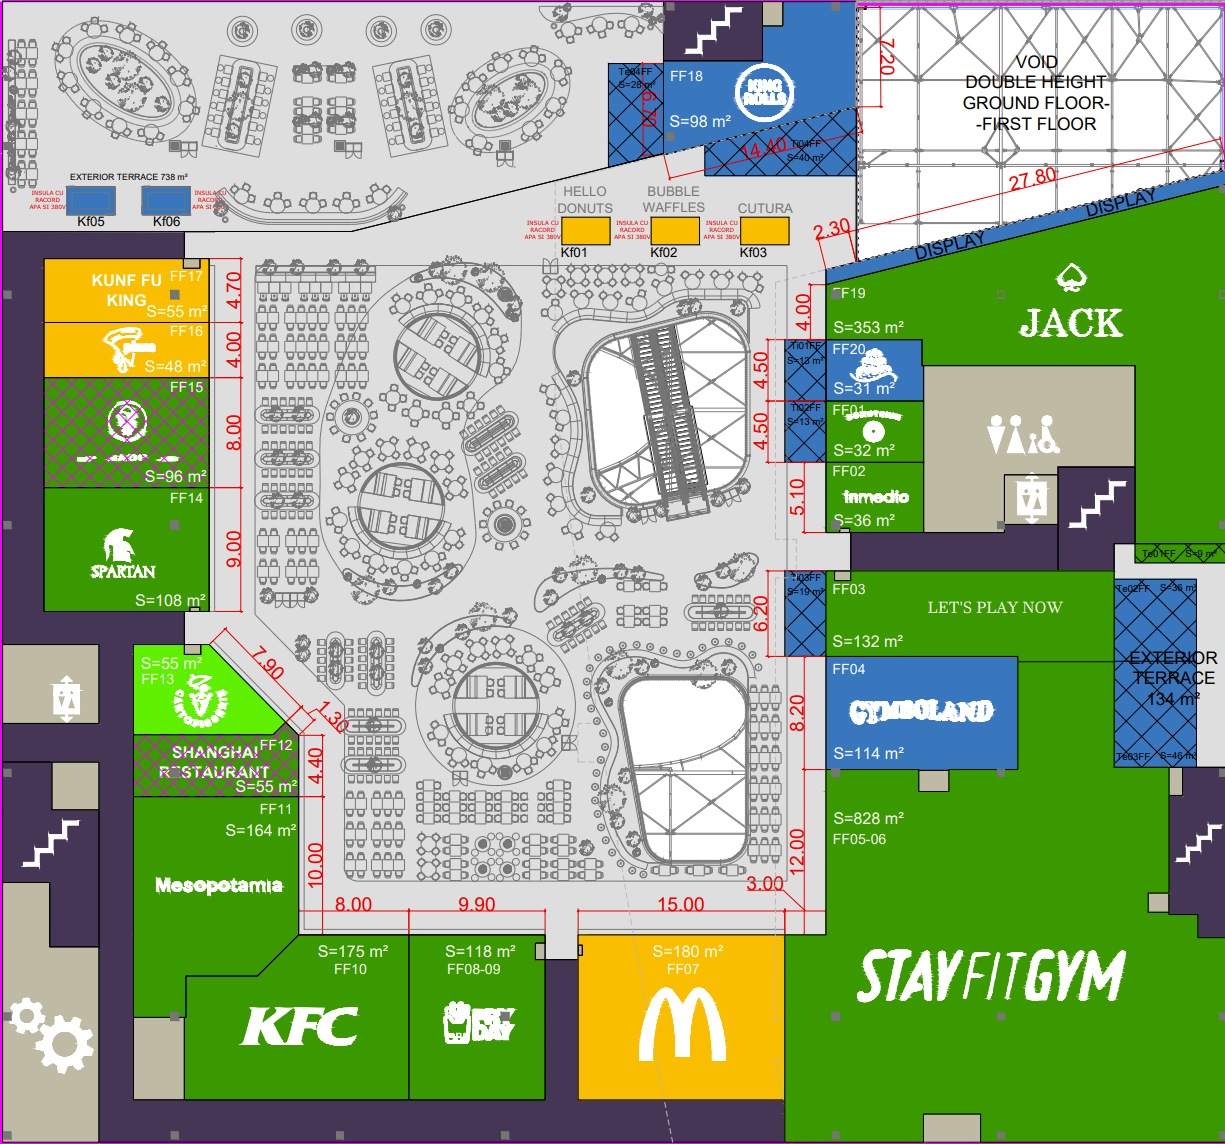 Te04FF
S=28 m²
FF18
S=98 m²
KING
ROLLS
6.70
7.20
VOID
DOUBLE HEIGHT
GROUND FLOOR-
-FIRST FLOOR
14.40
Ti04FF
S=40 m²
27.80
2.30
DISPLAY
DISPLAY
EXTERIOR TERRACE 738 m²
INSULA CU
RACORD
APA SI 380V
Kf05
Kf06
INSULA CU
RACORD
APA SI
HELLO
DONUTS
BUBBLE
WAFFLES
CUTURA
INSULA CU
RACORD
APA SI 380V
INSULA CU
RACORD
APA SI 380V
INSULA CU
RACORD
APA SI 380V
Kf01
Kf02
Kf03
FF17
KUNF FU
KING
S=55 m²
4.70
FF16
S=48 m²
4.00
FF15
S=96 m²
8.00
FF14
SPARTAN
S=108 m²
9.00
FF19
S=353 m²
JACK
4.00
Ti01FF
S=13 m²
FF20
S=31 m²
4.50
Ti02FF
S=13 m²
FF01
S=32 m²
4.50
FF02
inmedio
S=36 m²
5.10
Te01FF S=9 m²
Ti03FF
S=19 m²
FF03
LET'S PLAY NOW
S=132 m²
6.20
Te02FF S=36 m²
EXTERIOR
TERRACE
134 m²
Te03FF S=46 m²
FF04
GYMBOLAND
S=114 m²
8.20
S=55 m²
FF13
7.90
1.30
SHANGHAI
RESTAURANT
FF12
S=55 m²
4.40
FF11
S=164 m²
Mesopotamia
10.00
S=828 m²
FF05-06
12.00
3.00
STAYFITGYM
8.00
9.90
15.00
S=175 m²
FF10
KFC
S=118 m²
FF08-09
DAY
S=180 m²
FF07